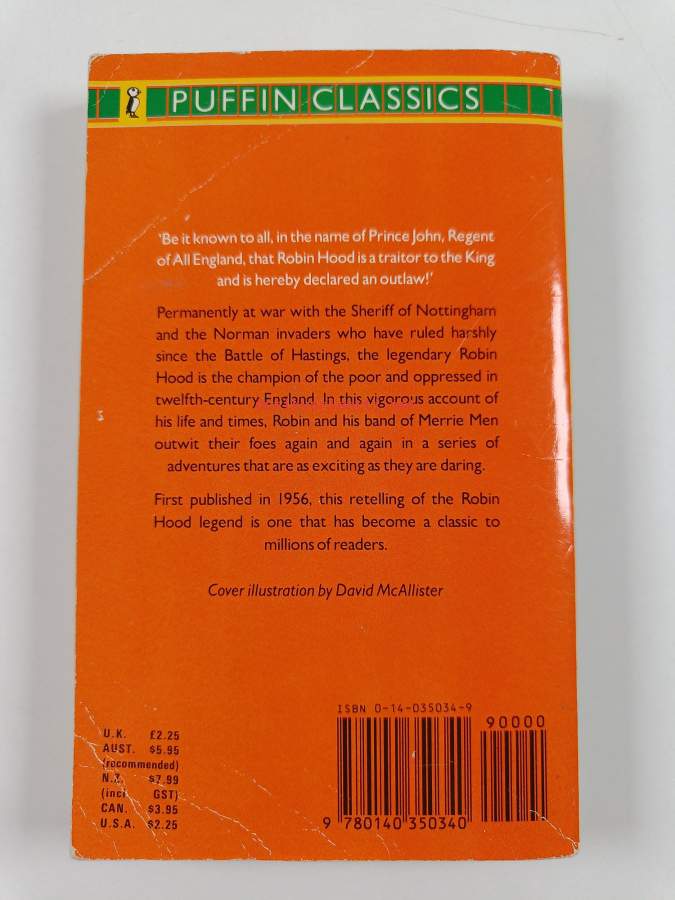 PUFFIN CLASSICS
'Be it known to all, in the name of Prince John, Regent
of All England, that Robin Hood is a traitor to the King
and is hereby declared an outlaw!'
Permanently at war with the Sheriff of Nottingham
and the Norman invaders who have ruled harshly
since the Battle of Hastings, the legendary Robin
Hood is the champion of the poor and oppressed in
twelfth-century England. In this vigorous account of
his life and times, Robin and his band of Merrie Men
outwit their foes again and again in a series of
adventures that are as exciting as they are daring.
First published in 1956, this retelling of the Robin
Hood legend is one that has become a classic to
millions of readers.
Cover illustration by David McAllister
ISBN 0-14-035034-9
90000
U.K. £2.25
AUST. $5.95
(recommended)
N.Z. $7.99
(incl GST)
CAN. $3.95
U.S.A. $2.25
9 780140 350340